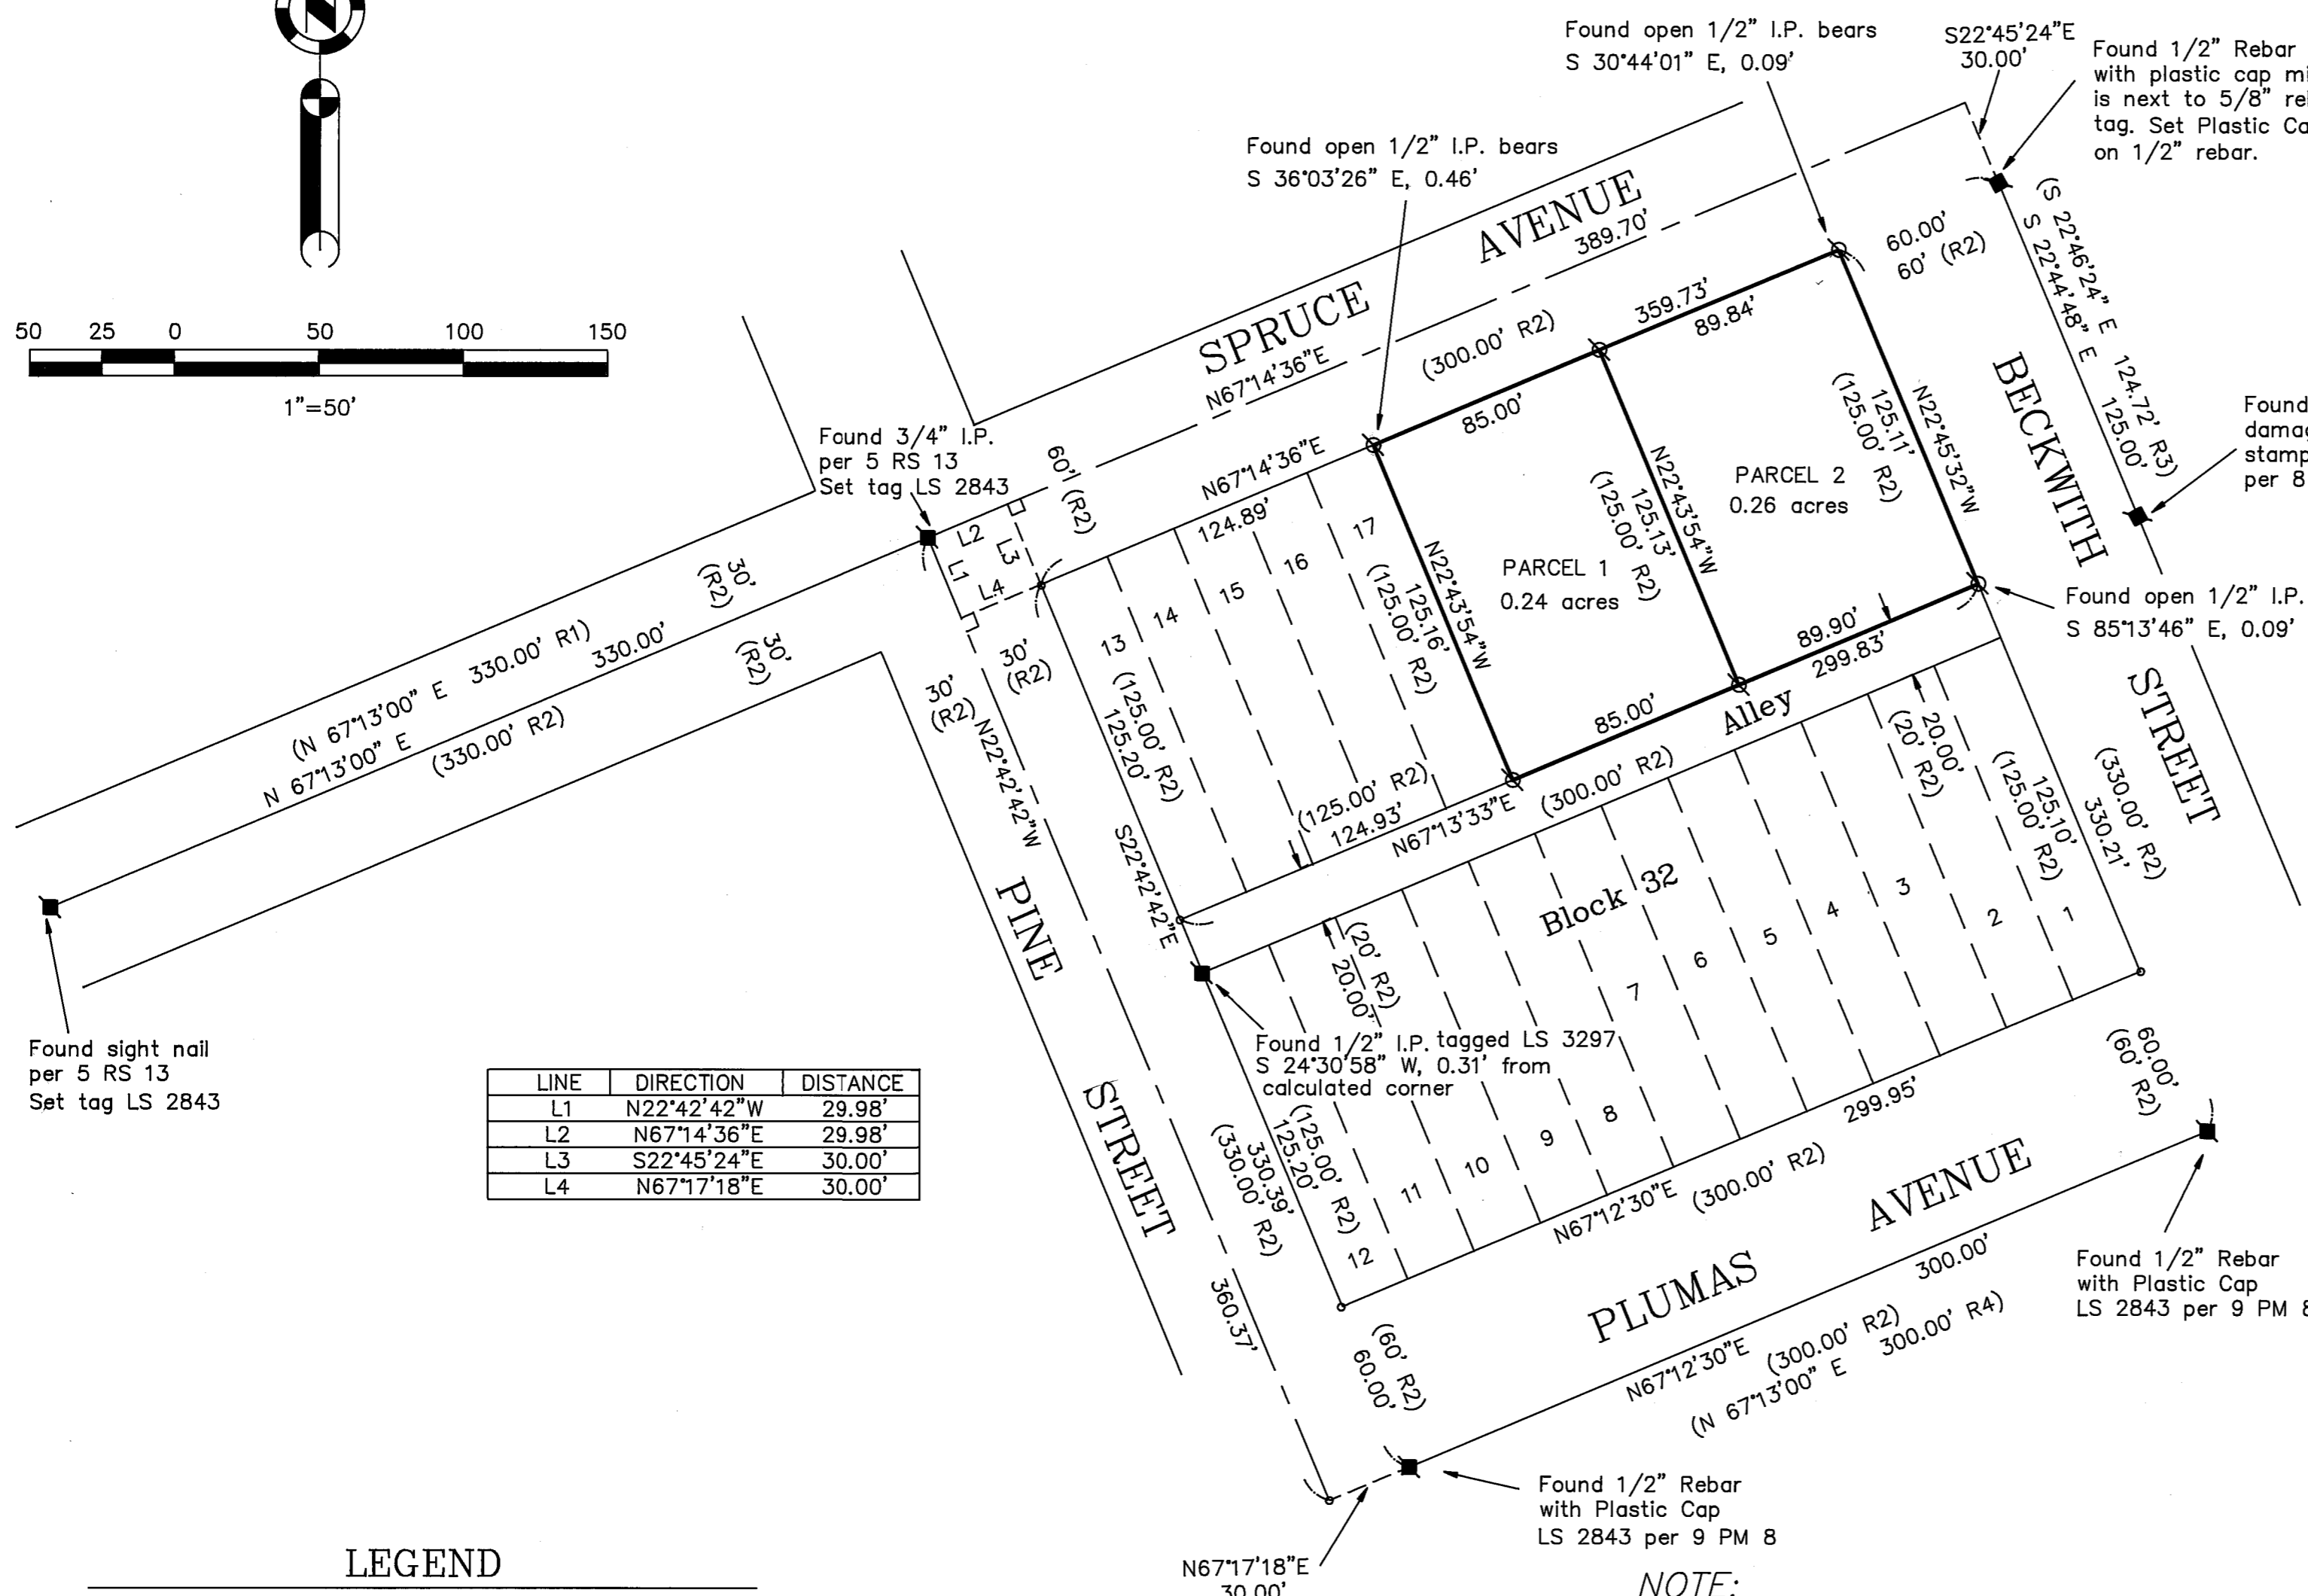 N
50 25 0 50 100 150
1"=50'
Found open 1/2" I.P. bears
S 30°44'01" E, 0.09'
S22°45'24"E
30.00'
Found 1/2" Rebar
with plastic cap
is next to 5/8"
tag. Set Plastic
on 1/2" rebar.
Found open 1/2" I.P. bears
S 36°03'26" E, 0.46'
SPRUCE AVENUE
389.70'
N67°14'36"E
(300.00' R2)
359.73'
89.84'
85.00'
60.00'
60' (R2)
(S 22°46'24" E 124.72' R3)
S 22°44'48" E 125.00'
BECKWITH
STREET
Found
per 8
Found 3/4" I.P.
per 5 RS 13
Set tag LS 2843
60' (R2)
N67°14'36"E
124.89'
L2
L3
L1
L4
30'
(R2)
30'
(R2)
30'
(R2)
30'
(R2)
(N 67°13'00" E 330.00' R1)
N 67°13'00" E 330.00'
(330.00' R2)
13
14
15
16
17
N22°43'54"W
125.16'
(125.00' R2)
PARCEL 1
0.24 acres
N22°43'54"W
125.13'
(125.00' R2)
PARCEL 2
0.26 acres
N22°45'32"W
125.11'
(125.00' R2)
Found open 1/2" I.P.
S 85°13'46" E, 0.09'
89.90'
299.83'
85.00'
Alley
(125.00' R2)
125.20'
(125.00' R2)
124.93'
N67°13'33"E
(300.00' R2)
20.00'
(20' R2)
125.10'
(125.00' R2)
(330.00' R2)
330.21'
N22°42'42"W
S22°42'42"E
PINE
STREET
Block 32
1
2
3
4
5
6
7
8
9
10
11
12
(20' R2)
20.00'
Found 1/2" I.P. tagged LS 3297
S 24°30'58" W, 0.31' from
calculated corner
Found sight nail
per 5 RS 13
Set tag LS 2843
LINE DIRECTION DISTANCE
L1 N22°42'42"W 29.98'
L2 N67°14'36"E 29.98'
L3 S22°45'24"E 30.00'
L4 N67°17'18"E 30.00'
(125.00' R2)
125.20'
330.39'
(330.00' R2)
360.37'
299.95'
N67°12'30"E (300.00' R2)
60.00'
(60' R2)
PLUMAS AVENUE
300.00'
N67°12'30"E (300.00' R2)
(N 67°13'00" E 300.00' R4)
(60' R2)
60.00'
Found 1/2" Rebar
with Plastic Cap
LS 2843 per 9 PM 8
Found 1/2" Rebar
with Plastic Cap
LS 2843 per 9 PM 8
N67°17'18"E
30.00'
LEGEND
NOTE: